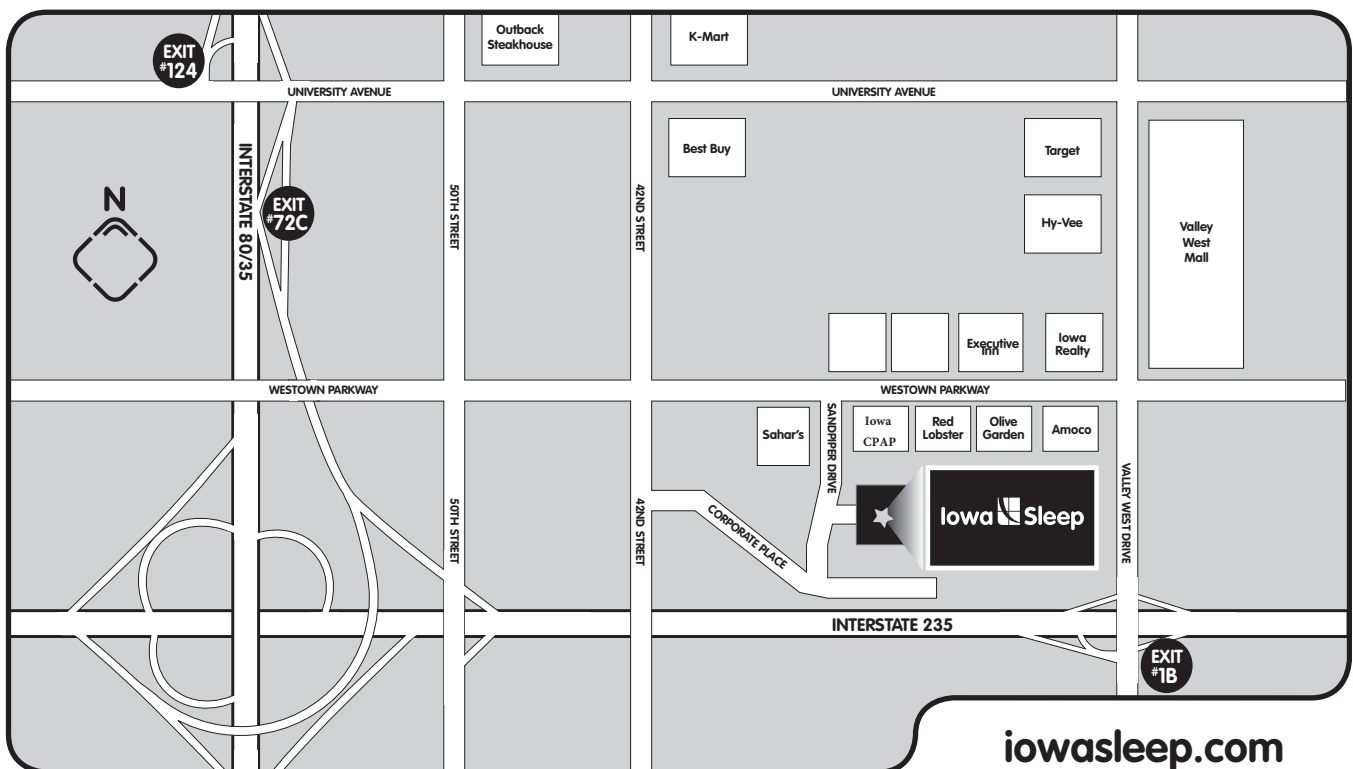 Outback
Steakhouse
K-Mart
EXIT
#124
UNIVERSITY AVENUE
UNIVERSITY AVENUE
Best Buy
Target
INTERSTATE 80/35
N
EXIT
#72C
50TH STREET
42ND STREET
Hy-Vee
Valley
West
Mall
Executive
Inn
Iowa
Realty
WESTOWN PARKWAY
WESTOWN PARKWAY
Sahar's
SANDPIPER DRIVE
Iowa
CPAP
Red
Lobster
Olive
Garden
Amoco
50TH STREET
42ND STREET
CORPORATE PLACE
Iowa Sleep
VALLEY WEST DRIVE
INTERSTATE 235
EXIT
#1B
iowasleep.com